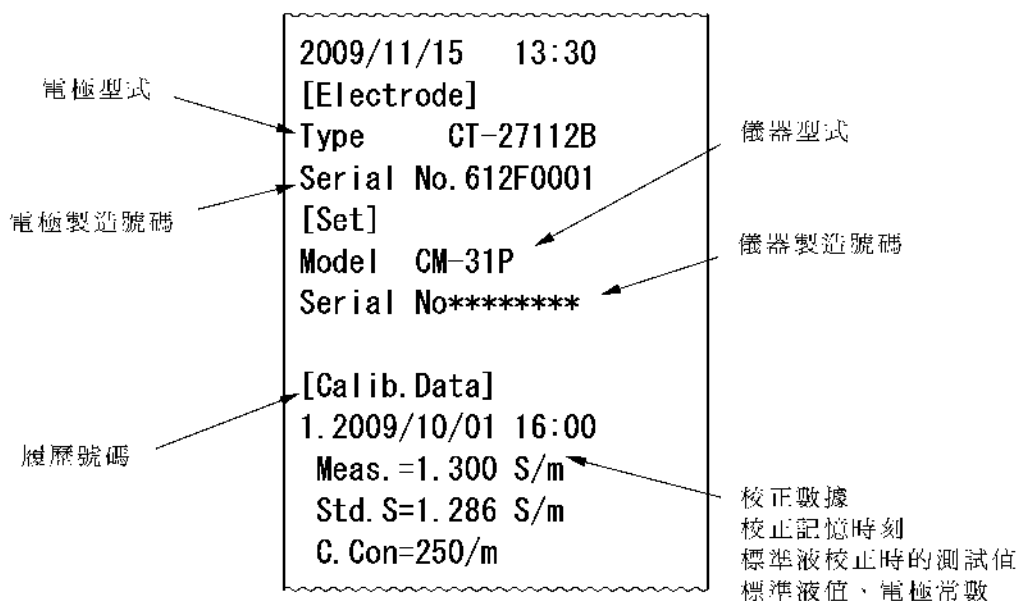 2009/11/15 13:30
電極型式
[Electrode]
Type CT-27112B
儀器型式
Serial No.612F0001
電極製造號碼
[Set]
儀器製造號碼
Model CM-31P
Serial No********
[Calib.Data]
1.2009/10/01 16:00
履歷號碼
Meas.=1.300 S/m
校正數據
Std.S=1.286 S/m
校正記憶時刻
C.Con=250/m
標準液校正時的測試值
標準液值、電極常數